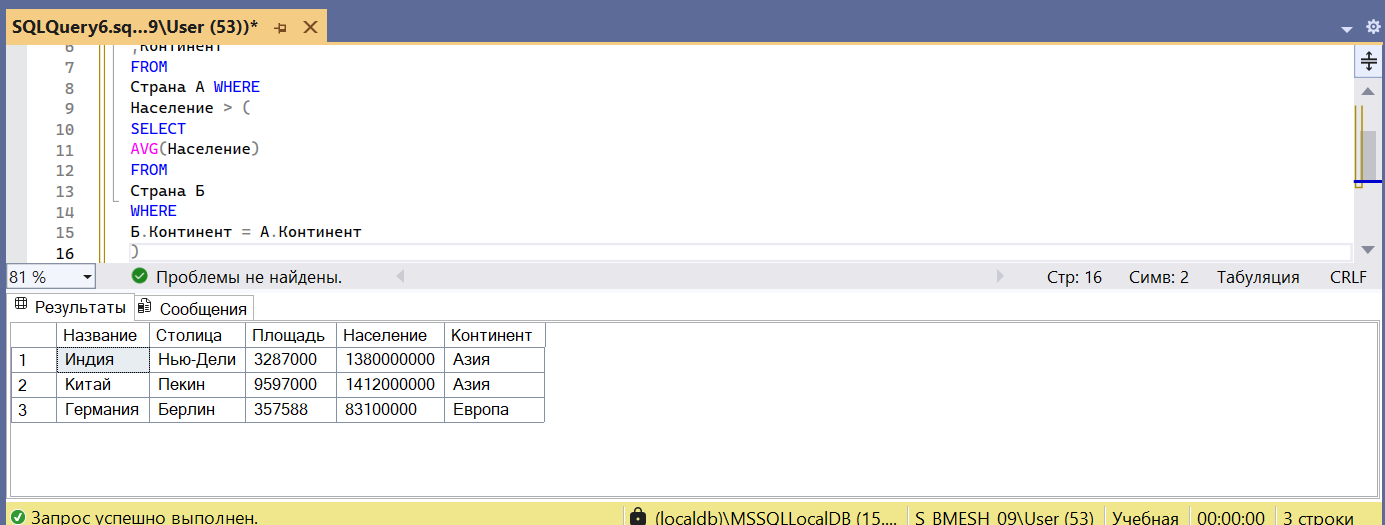 SQLQuery6.sq...9\User (53))*
6 ,Континент
7 FROM
8 Страна А WHERE
9 Население > (
10 SELECT
11 AVG(Население)
12 FROM
13 Страна Б
14 WHERE
15 Б.Континент = А.Континент
16 )
81 % Проблемы не найдены. Стр: 16 Симв: 2 Табуляция CRLF
Результаты Сообщения
Название Столица Площадь Население Континент
1 Индия Нью-Дели 3287000 1380000000 Азия
2 Китай Пекин 9597000 1412000000 Азия
3 Германия Берлин 357588 83100000 Европа
Запрос успешно выполнен. (localdb)\MSSQLLocalDB (15.... S_BMESH_09\User (53) Учебная 00:00:00 3 строки